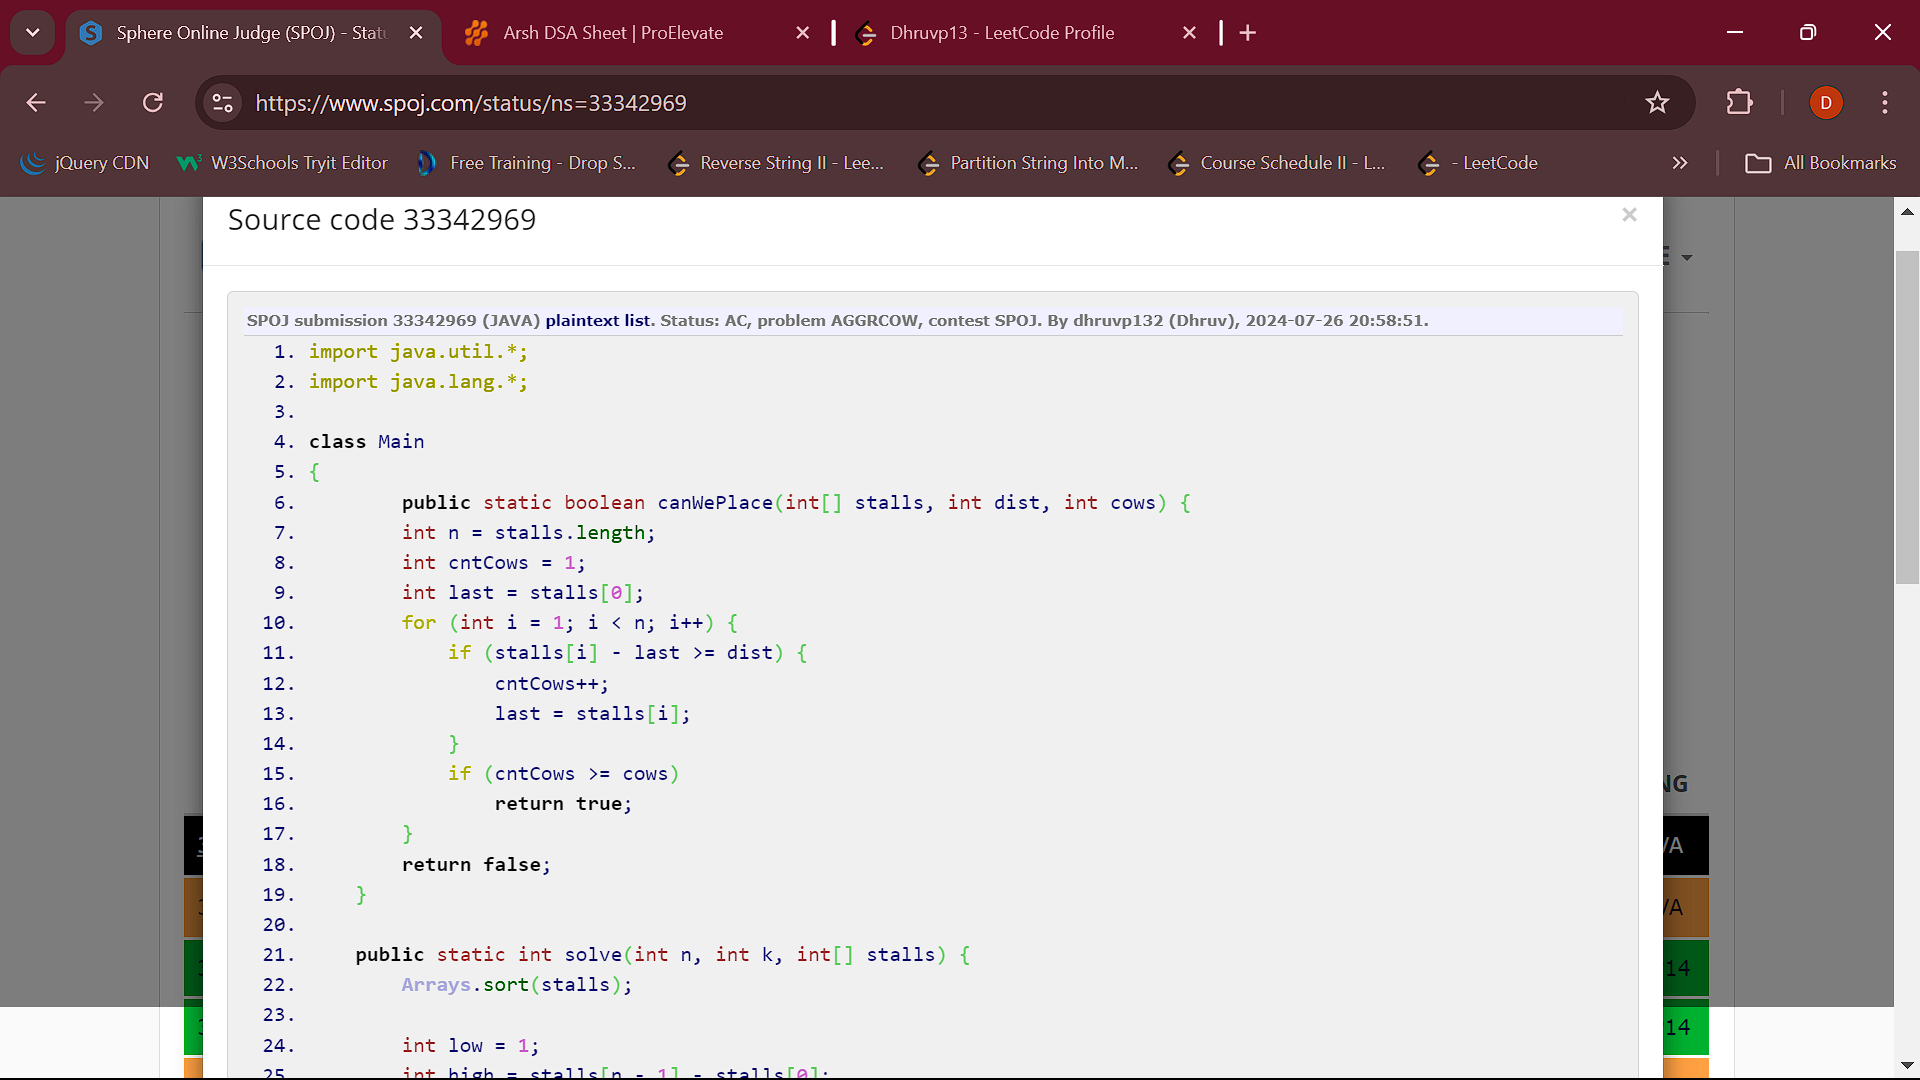 Sphere Online Judge (SPOJ) - Statu
Arsh DSA Sheet | ProElevate
Dhruvp13 - LeetCode Profile
https://www.spoj.com/status/ns=33342969
D
jQuery CDN
W3Schools Tryit Editor
Free Training - Drop S...
Reverse String II - Lee...
Partition String Into M...
Course Schedule II - L...
- LeetCode
All Bookmarks
Source code 33342969
×
SPOJ submission 33342969 (JAVA) plaintext list. Status: AC, problem AGGRCOW, contest SPOJ. By dhruvp132 (Dhruv), 2024-07-26 20:58:51.
1. import java.util.*;
2. import java.lang.*;
3.
4. class Main
5. {
6. public static boolean canWePlace(int[] stalls, int dist, int cows) {
7. int n = stalls.length;
8. int cntCows = 1;
9. int last = stalls[0];
10. for (int i = 1; i < n; i++) {
11. if (stalls[i] - last >= dist) {
12. cntCows++;
13. last = stalls[i];
14. }
15. if (cntCows >= cows)
16. return true;
17. }
18. return false;
19. }
20.
21. public static int solve(int n, int k, int[] stalls) {
22. Arrays.sort(stalls);
23.
24. int low = 1;
25. int high = stalls[n - 1] - stalls[0];
E
NG
/A
/A
14
14